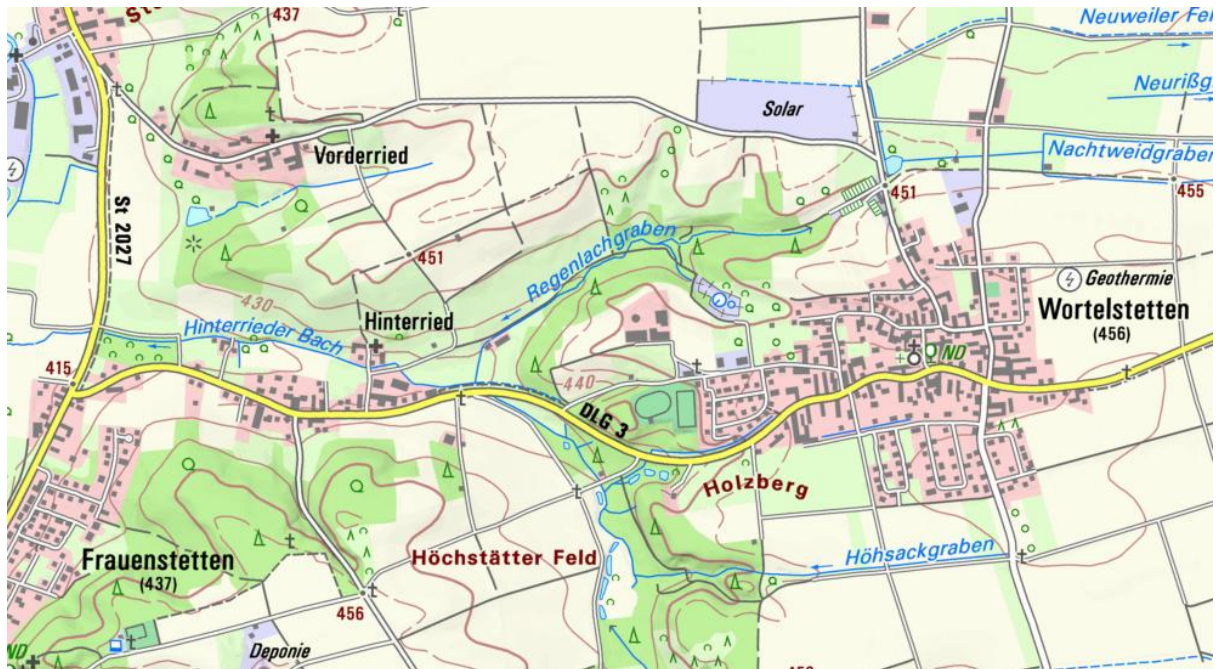 437
Neuweiler Fel
Neurißg
Solar
Vorderried
Nachtweidgraben
451
455
St 2027
451
Regenlachgraben
430
Geothermie
Wortelstetten
(456)
Hinterried
Hinterrieder Bach
ND
415
440
DLG 3
Holzberg
Frauenstetten
(437)
Höchstätter Feld
Höhsackgraben
456
Deponie
ND